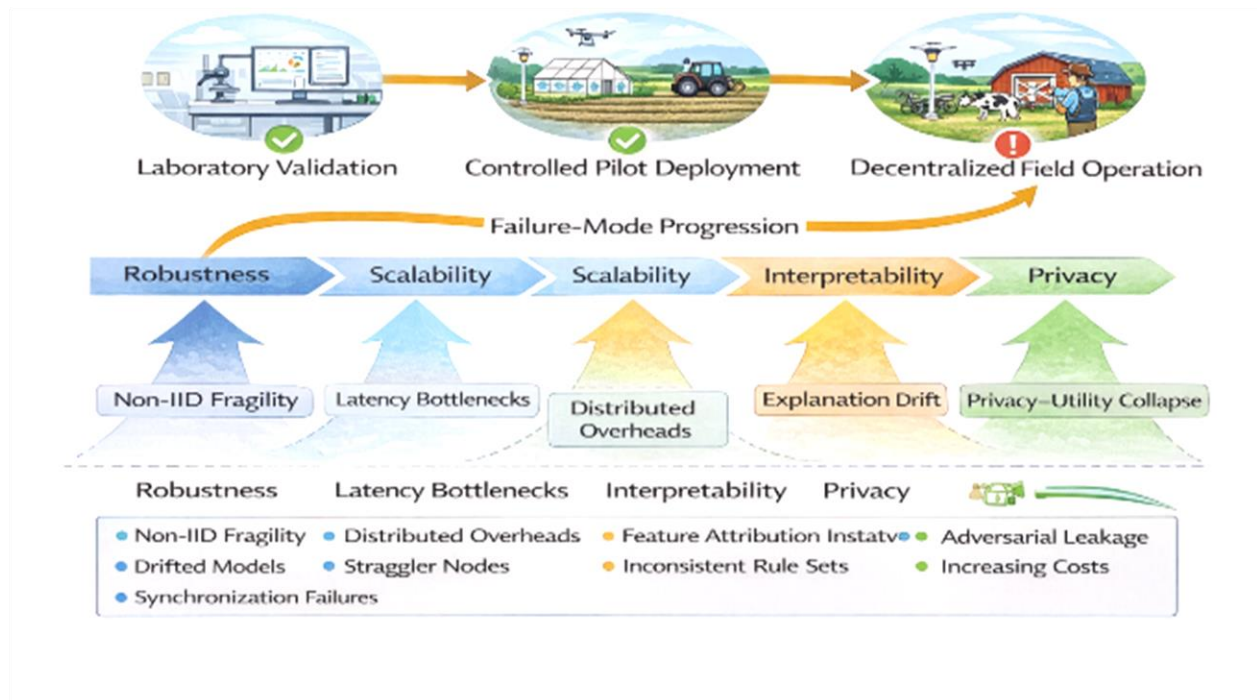 Laboratory Validation
Controlled Pilot Deployment
Decentralized Field Operation
Failure-Mode Progression
Robustness
Scalability
Scalability
Interpretability
Privacy
Non-IID Fragility
Latency Bottlenecks
Distributed
Overheads
Explanation Drift
Privacy–Utility Collapse
Robustness
Latency Bottlenecks
Interpretability
Privacy
Non-IID Fragility
Distributed Overheads
Feature Attribution Instatv
Adversarial Leakage
Drifted Models
Straggler Nodes
Inconsistent Rule Sets
Increasing Costs
Synchronization Failures